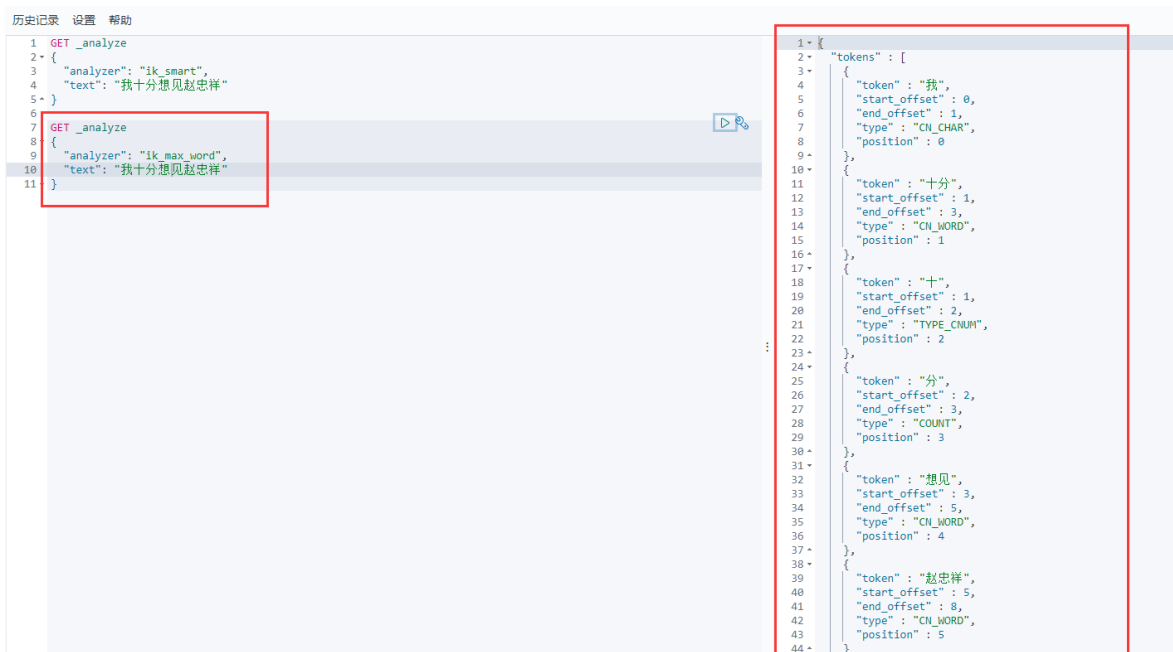 历史记录 设置 帮助
1 GET _analyze
2 {
3 "analyzer": "ik_smart",
4 "text": "我十分想见赵忠祥"
5 }
6
7 GET _analyze
8 {
9 "analyzer": "ik_max_word",
10 "text": "我十分想见赵忠祥"
11 }
1 {
2 "tokens" : [
3 {
4 "token" : "我",
5 "start_offset" : 0,
6 "end_offset" : 1,
7 "type" : "CN_CHAR",
8 "position" : 0
9 },
10 {
11 "token" : "十分",
12 "start_offset" : 1,
13 "end_offset" : 3,
14 "type" : "CN_WORD",
15 "position" : 1
16 },
17 {
18 "token" : "十",
19 "start_offset" : 1,
20 "end_offset" : 2,
21 "type" : "TYPE_CNUM",
22 "position" : 2
23 },
24 {
25 "token" : "分",
26 "start_offset" : 2,
27 "end_offset" : 3,
28 "type" : "COUNT",
29 "position" : 3
30 },
31 {
32 "token" : "想见",
33 "start_offset" : 3,
34 "end_offset" : 5,
35 "type" : "CN_WORD",
36 "position" : 4
37 },
38 {
39 "token" : "赵忠祥",
40 "start_offset" : 5,
41 "end_offset" : 8,
42 "type" : "CN_WORD",
43 "position" : 5
44 }